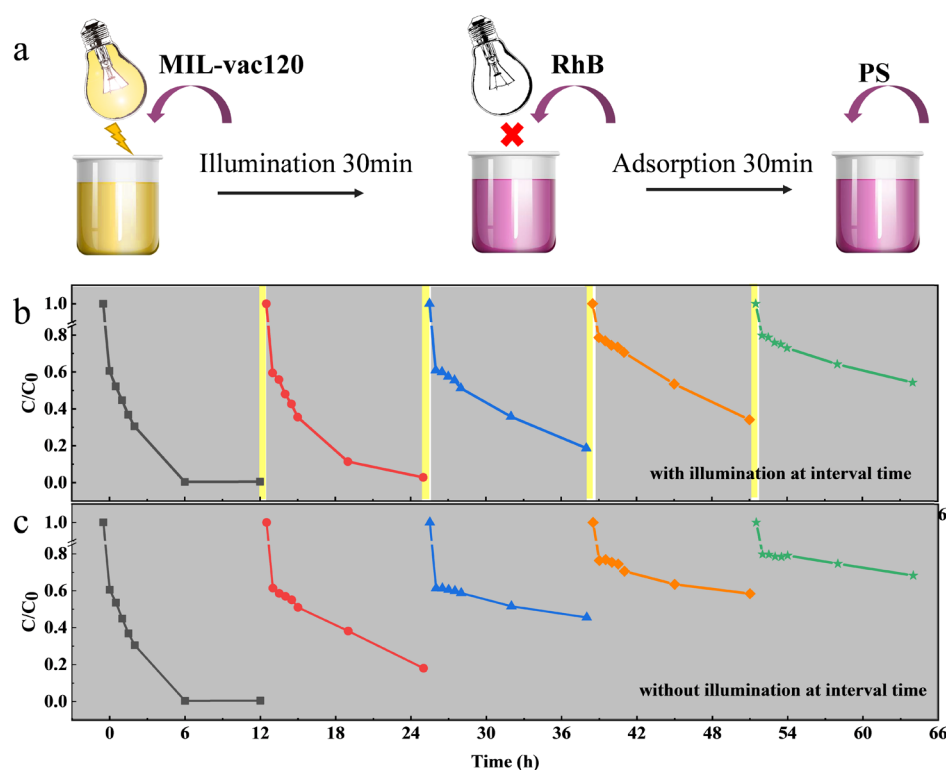 a
MIL-vac120
RhB
PS
Illumination 30min
Adsorption 30min
b
1.0
0.8
0.6
0.4
0.2
0.0
C/C0
with illumination at interval time
6
c
1.0
0.8
0.6
0.4
0.2
0.0
C/C0
without illumination at interval time
0 6 12 18 24 30 36 42 48 54 60 66
Time (h)